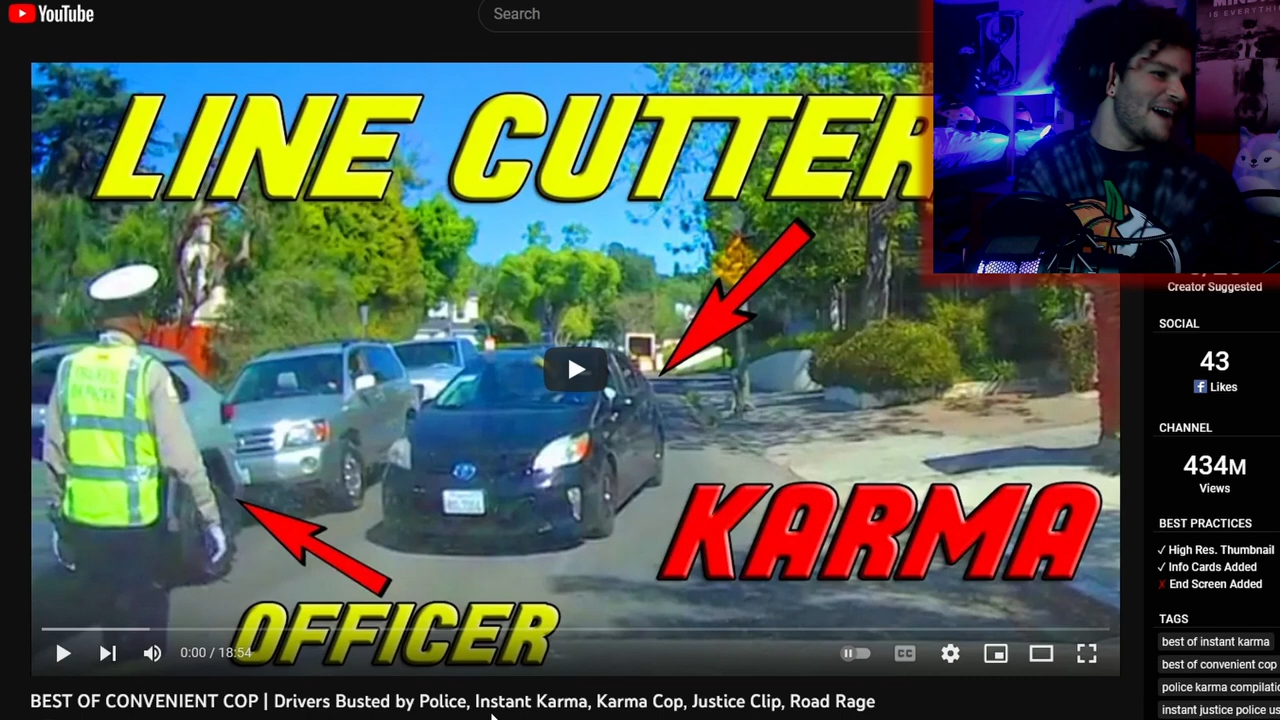 YouTube
Search
LINE CUTTER
KARMA
OFFICER
0:00 / 18:54
CC
BEST OF CONVENIENT COP | Drivers Busted by Police, Instant Karma, Karma Cop, Justice Clip, Road Rage
IS EVERYTHIN
Creator Suggested
SOCIAL
43
f Likes
CHANNEL
434M
Views
BEST PRACTICES
✓ High Res. Thumbnail
✓ Info Cards Added
✗ End Screen Added
TAGS
best of instant karma
best of convenient cop
police karma compilatio
instant justice police us